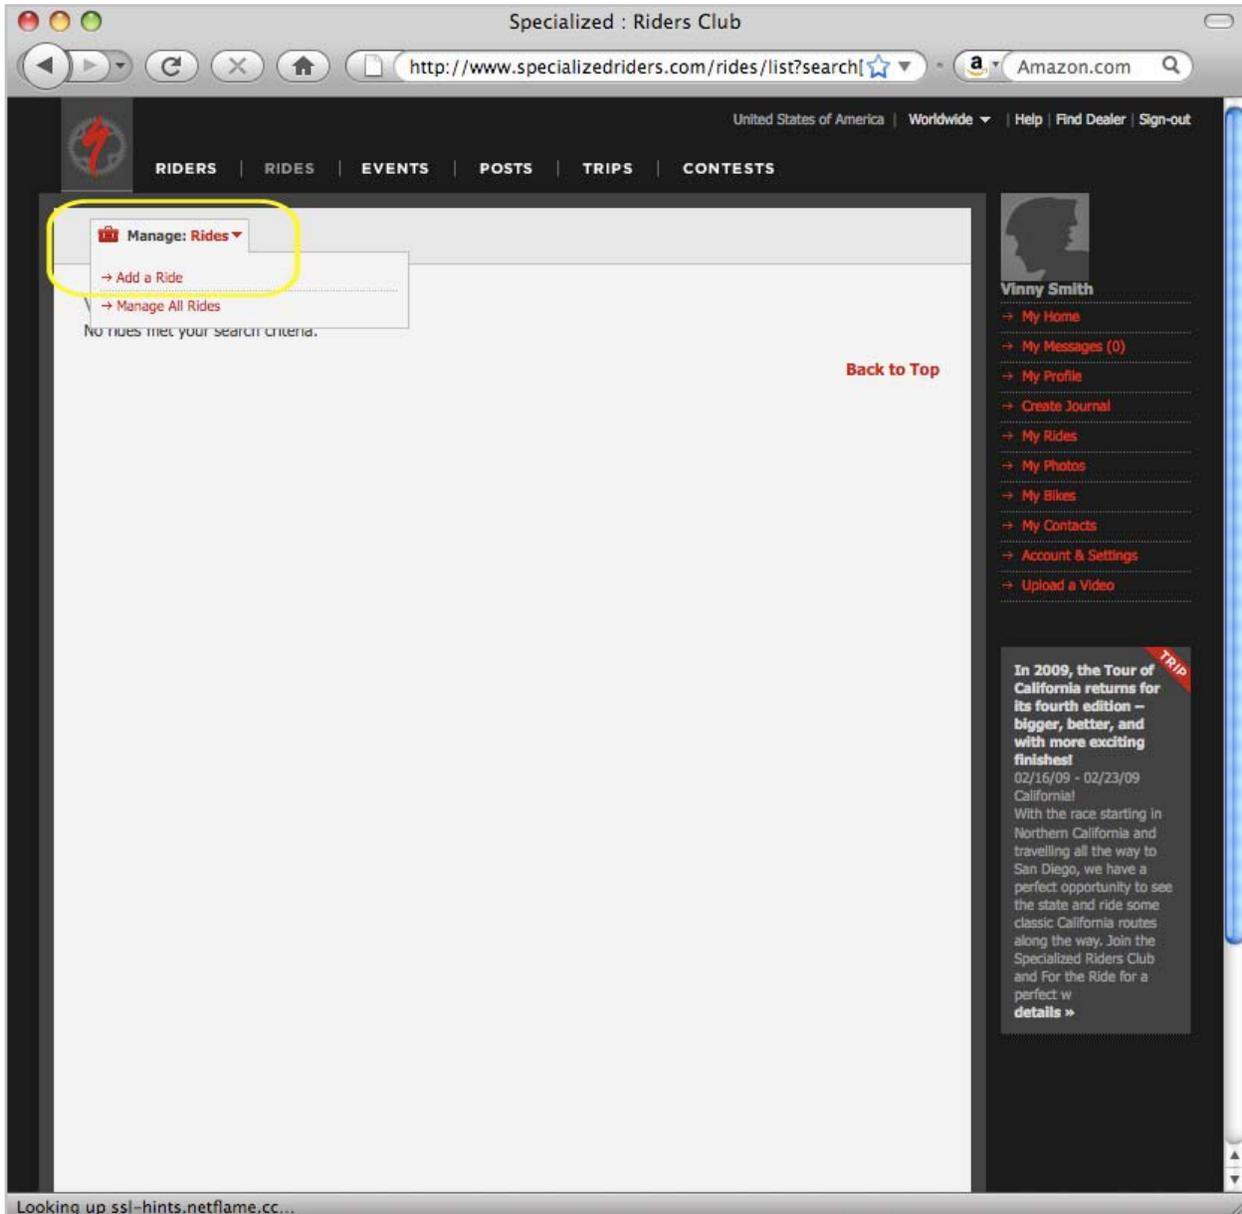 Specialized : Riders Club
http://www.specializedriders.com/rides/list?search[
a Amazon.com
United States of America | Worldwide | Help | Find Dealer | Sign-out
RIDERS | RIDES | EVENTS | POSTS | TRIPS | CONTESTS
Manage: Rides
→ Add a Ride
→ Manage All Rides
No rides met your search criteria.
Back to Top
Vinny Smith
→ My Home
→ My Messages (0)
→ My Profile
→ Create Journal
→ My Rides
→ My Photos
→ My Bikes
→ My Contacts
→ Account & Settings
→ Upload a Video
TRIP
In 2009, the Tour of
California returns for
its fourth edition –
bigger, better, and
with more exciting
finishes!
02/16/09 - 02/23/09
California!
With the race starting in
Northern California and
travelling all the way to
San Diego, we have a
perfect opportunity to see
the state and ride some
classic California routes
along the way. Join the
Specialized Riders Club
and For the Ride for a
perfect w
details »
Looking up ssl-hints.netflame.cc...